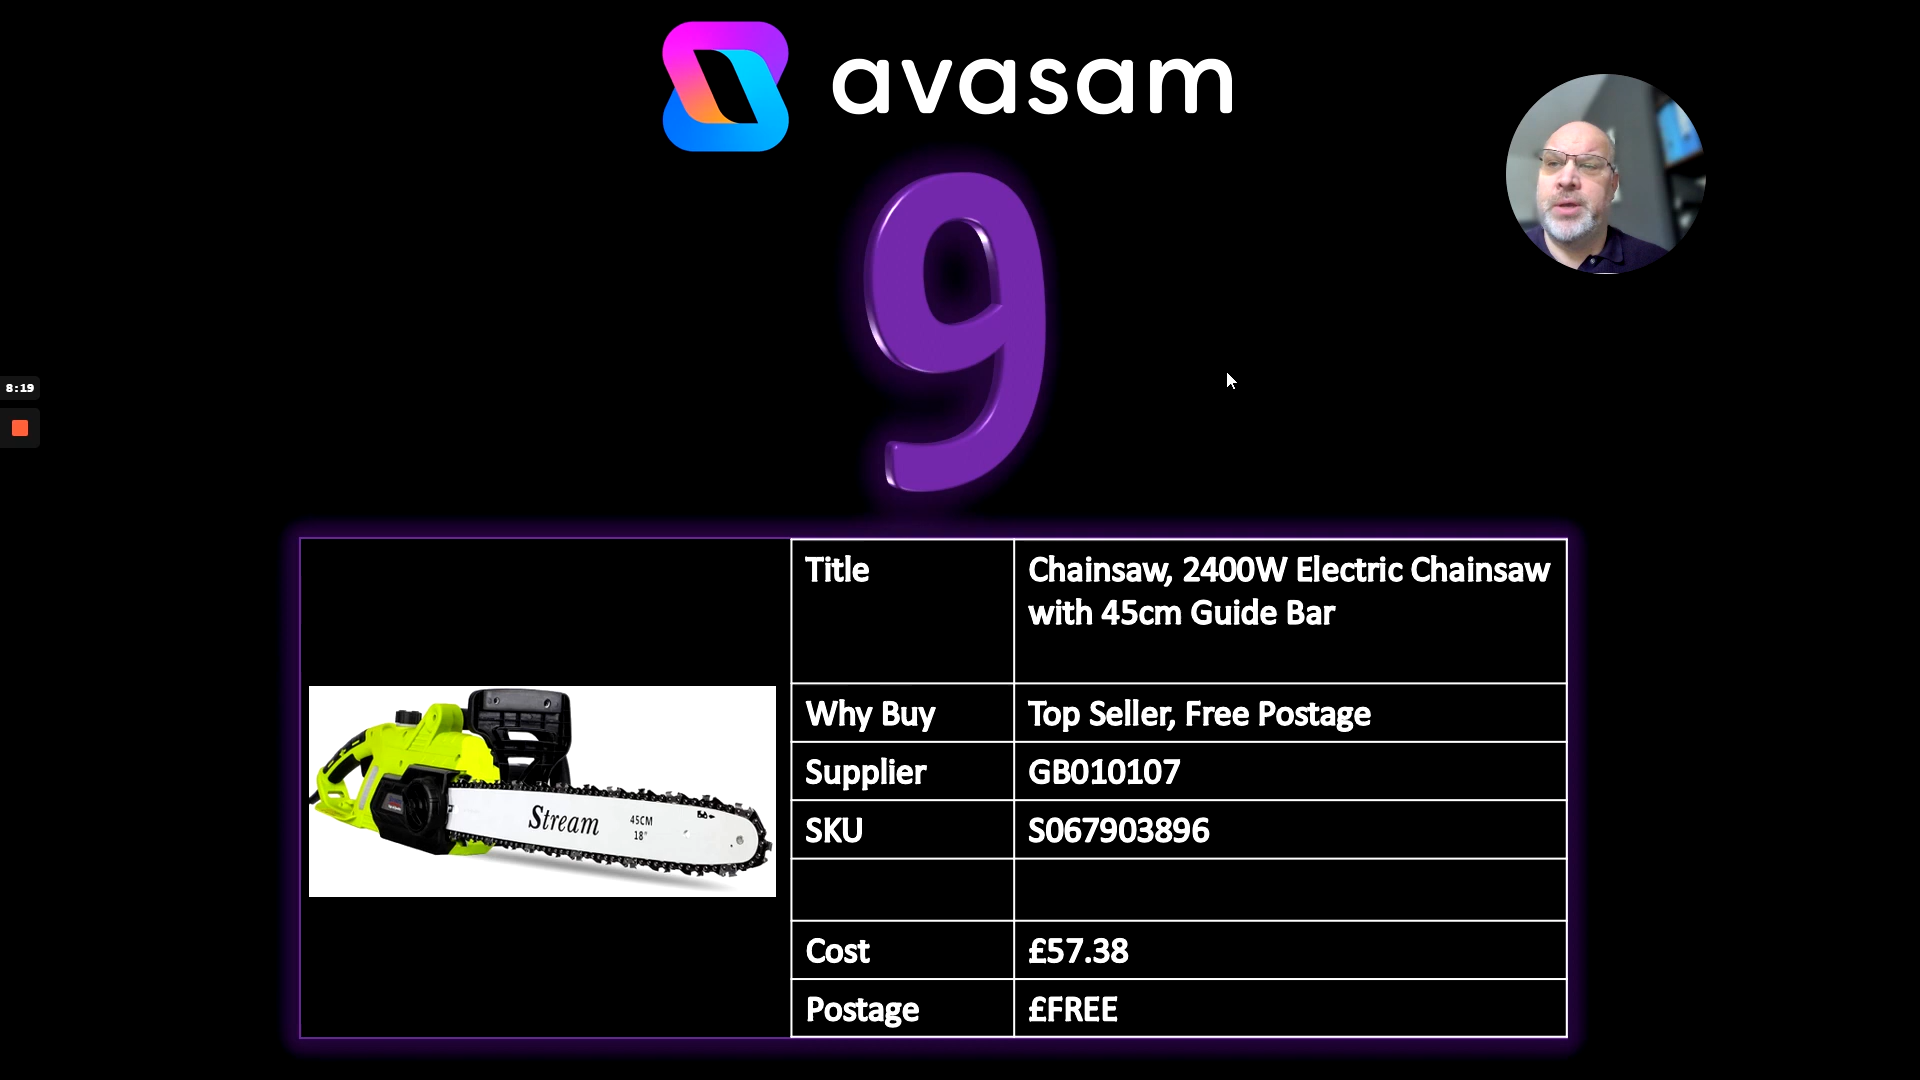 avasam
9
8:19
Title
Chainsaw, 2400W Electric Chainsaw
with 45cm Guide Bar
Why Buy
Top Seller, Free Postage
Supplier
GB010107
SKU
S067903896
Stream
45CM
18"
Cost
£57.38
Postage
£FREE